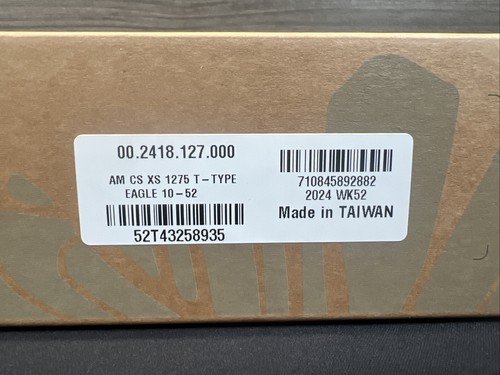 00.2418.127.000
AM CS XS 1275 T-TYPE
EAGLE 10-52
52T43258935
710845892882
2024 WK52
Made in TAIWAN